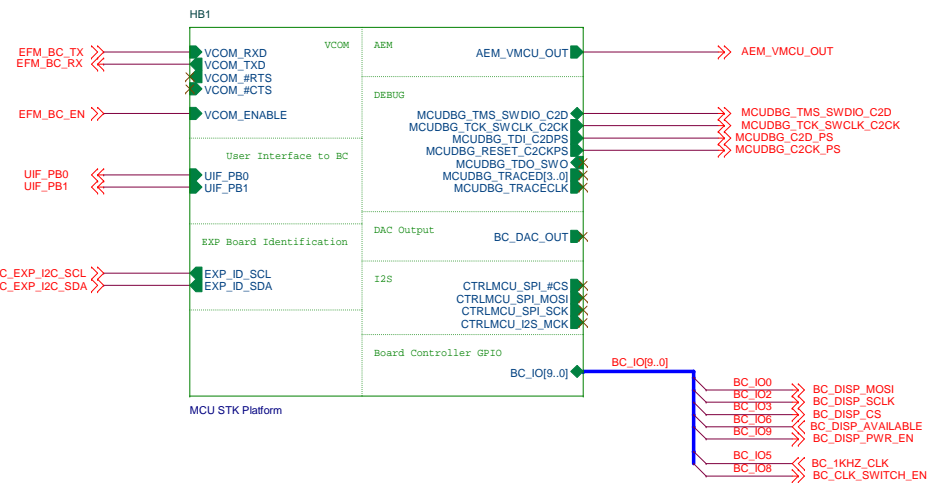 HB1
VCOM
AEM
EFM_BC_TX
VCOM_RXD
AEM_VMCU_OUT
AEM_VMCU_OUT
EFM_BC_RX
VCOM_TXD
VCOM_#RTS
VCOM_#CTS
DEBUG
EFM_BC_EN
VCOM_ENABLE
MCUDBG_TMS_SWDIO_C2D
MCUDBG_TMS_SWDIO_C2D
MCUDBG_TCK_SWCLK_C2CK
MCUDBG_TCK_SWCLK_C2CK
MCUDBG_TDI_C2DPS
MCUDBG_C2D_PS
MCUDBG_RESET_C2CKPS
MCUDBG_C2CK_PS
User Interface to BC
MCUDBG_TDO_SWO
UIF_PB0
UIF_PB0
MCUDBG_TRACED[3..0]
UIF_PB1
UIF_PB1
MCUDBG_TRACECLK
DAC Output
BC_DAC_OUT
EXP Board Identification
C_EXP_I2C_SCL
EXP_ID_SCL
I2S
C_EXP_I2C_SDA
EXP_ID_SDA
CTRLMCU_SPI_#CS
CTRLMCU_SPI_MOSI
CTRLMCU_SPI_SCK
CTRLMCU_I2S_MCK
Board Controller GPIO
BC_IO[9..0]
BC_IO[9..0]
BC_IO0
BC_DISP_MOSI
BC_IO2
BC_DISP_SCLK
BC_IO3
BC_DISP_CS
BC_IO6
BC_DISP_AVAILABLE
BC_IO9
BC_DISP_PWR_EN
BC_IO5
BC_1KHZ_CLK
BC_IO8
BC_CLK_SWITCH_EN
MCU STK Platform